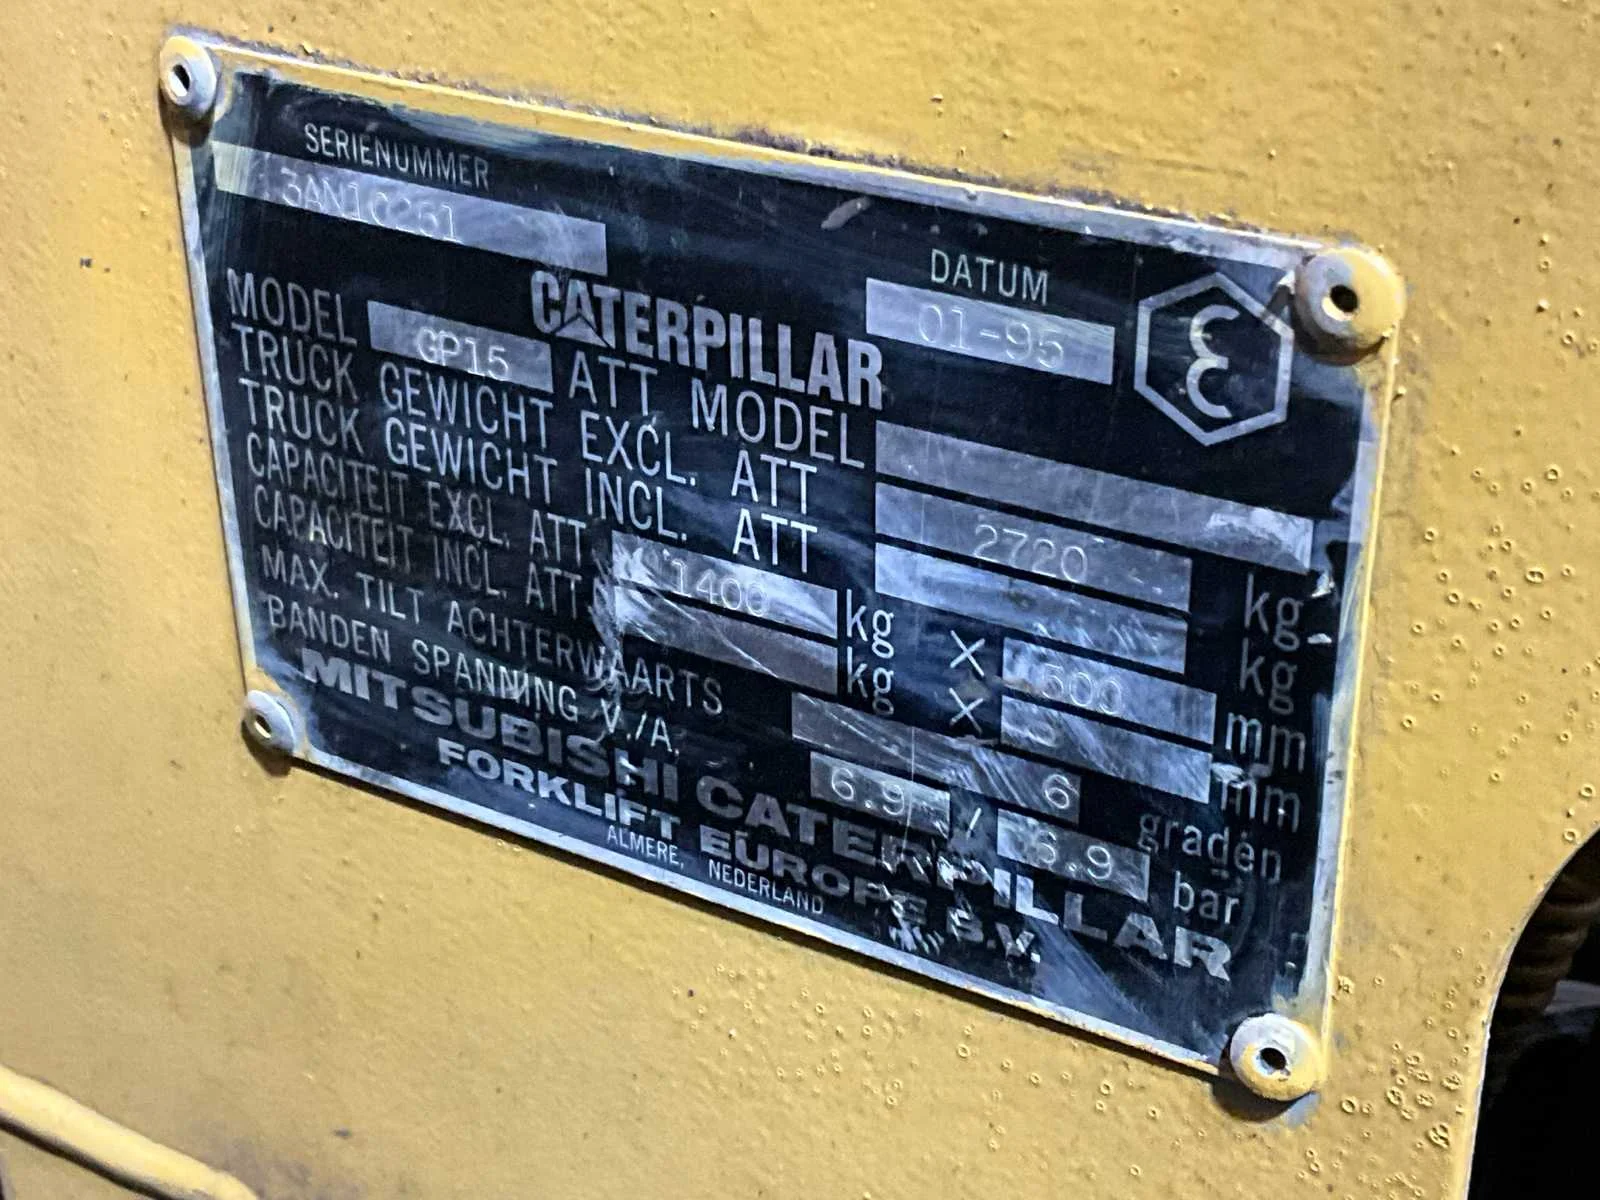 SERIENUMMER
3AN10261
DATUM
01-95
CATERPILLAR
MODEL GP15 ATT MODEL
TRUCK GEWICHT EXCL. ATT 2720 kg
TRUCK GEWICHT INCL. ATT kg
CAPACITEIT EXCL. ATT 1400 kg X 500 mm
CAPACITEIT INCL. ATT kg X mm
MAX. TILT ACHTERWAARTS 6 graden
BANDEN SPANNING V./A. 6.9 / 6.9 bar
MITSUBISHI CATERPILLAR
FORKLIFT EUROPE B.V.
ALMERE, NEDERLAND